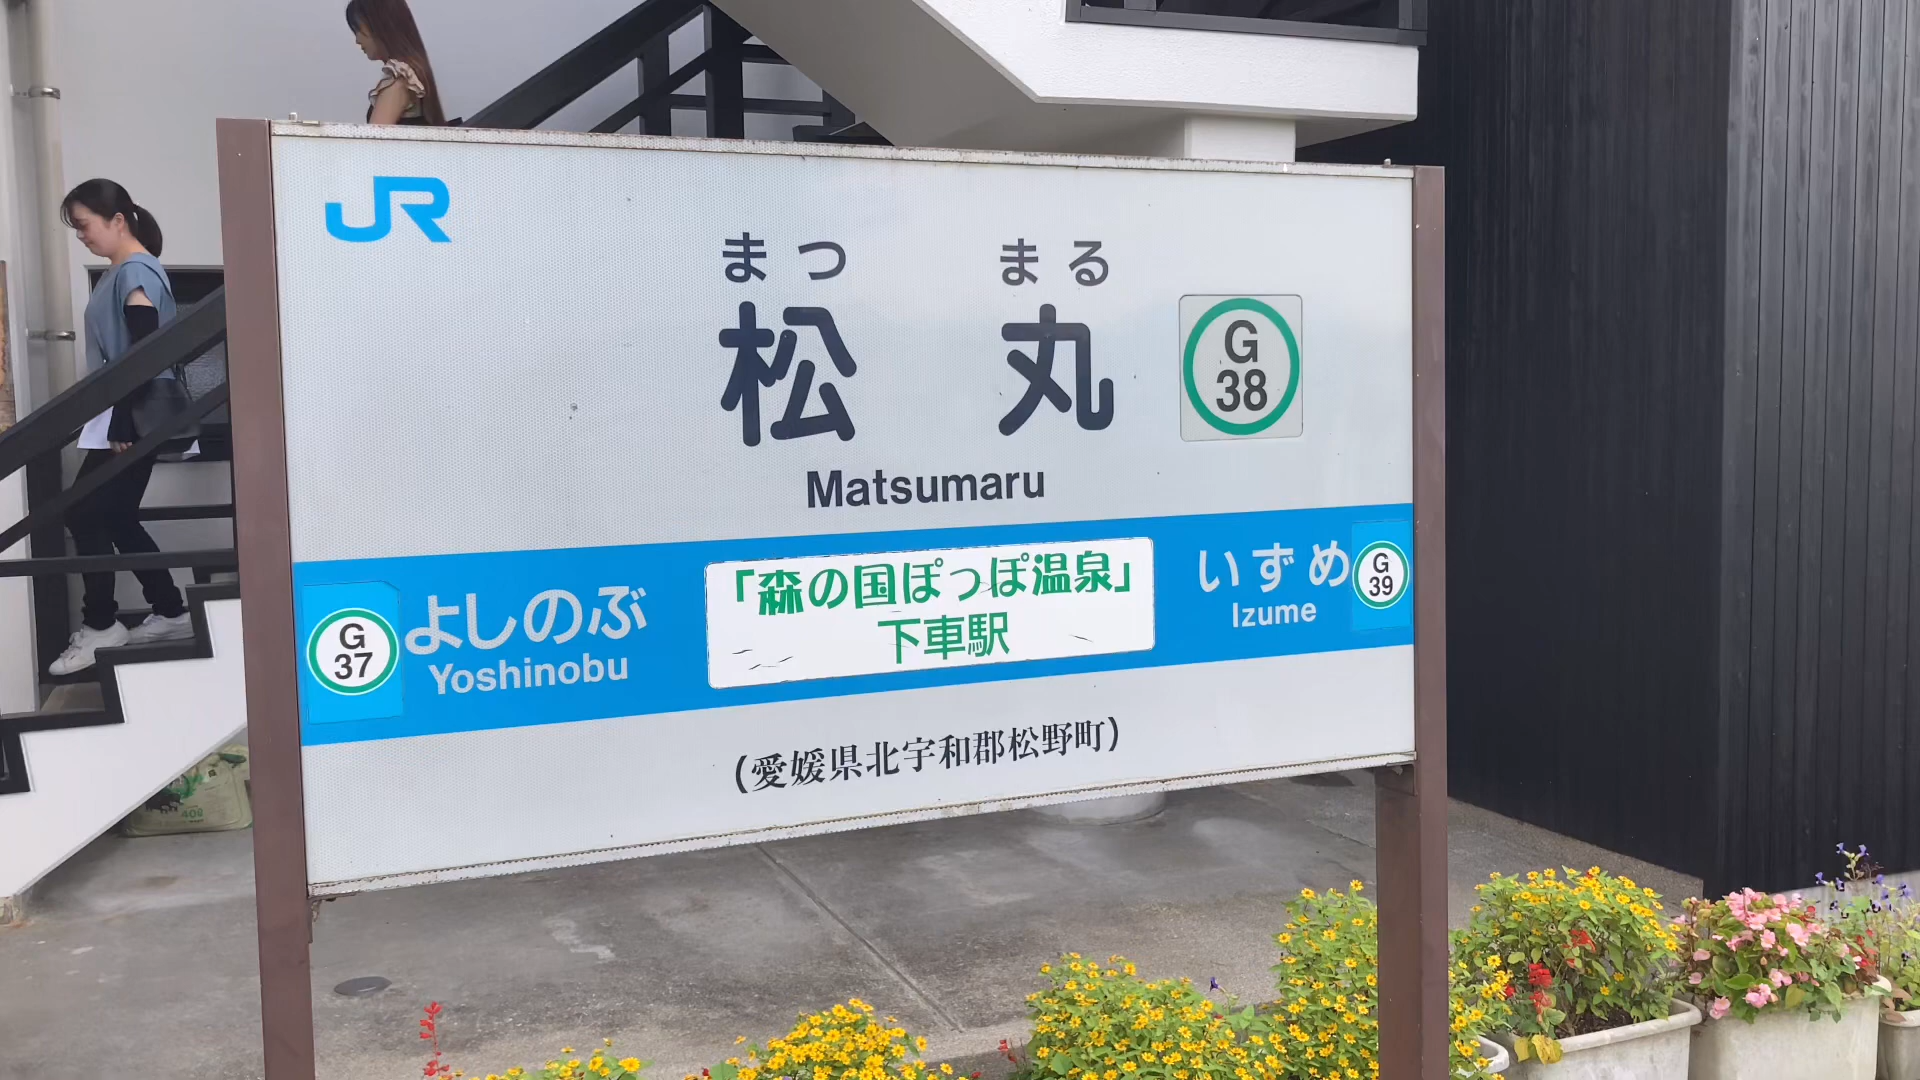 JR
まつ まる
松 丸
G
38
Matsumaru
G
37
よしのぶ
Yoshinobu
「森の国ぽっぽ温泉」
下車駅
いずめ
Izume
G
39
(愛媛県北宇和郡松野町)